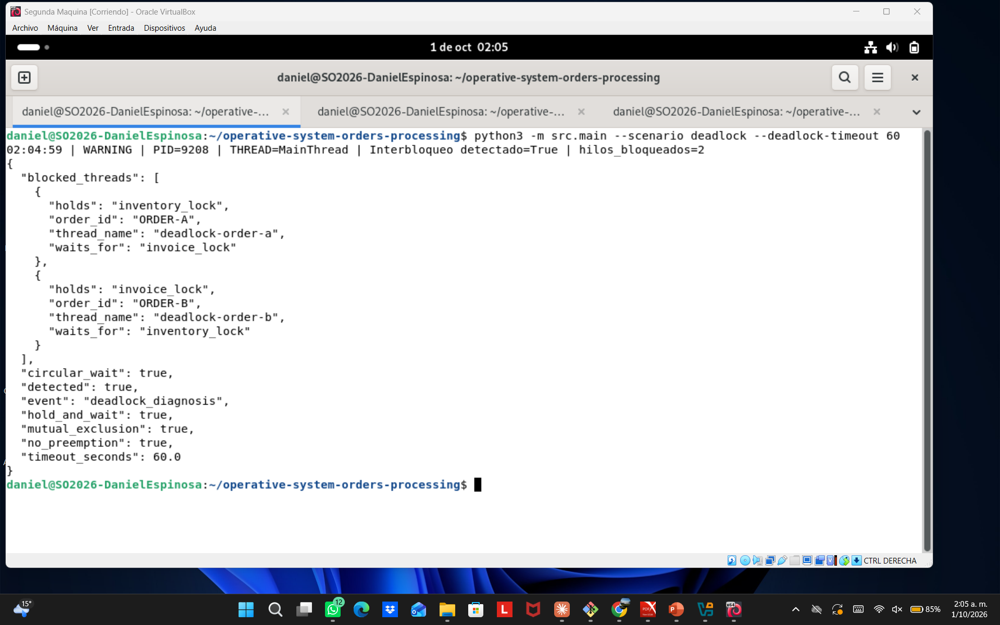 Segunda Maquina [Corriendo] - Oracle VirtualBox
Archivo Máquina Ver Entrada Dispositivos Ayuda
1 de oct 02:05
daniel@SO2026-DanielEspinosa: ~/operative-system-orders-processing
daniel@SO2026-DanielEspinosa: ~/operative-... daniel@SO2026-DanielEspinosa: ~/operative-... daniel@SO2026-DanielEspinosa: ~/operative-...
daniel@SO2026-DanielEspinosa:~/operative-system-orders-processing$ python3 -m src.main --scenario deadlock --deadlock-timeout 60
02:04:59 | WARNING | PID=9208 | THREAD=MainThread | Interbloqueo detectado=True | hilos_bloqueados=2
{
  "blocked_threads": [
    {
      "holds": "inventory_lock",
      "order_id": "ORDER-A",
      "thread_name": "deadlock-order-a",
      "waits_for": "invoice_lock"
    },
    {
      "holds": "invoice_lock",
      "order_id": "ORDER-B",
      "thread_name": "deadlock-order-b",
      "waits_for": "inventory_lock"
    }
  ],
  "circular_wait": true,
  "detected": true,
  "event": "deadlock_diagnosis",
  "hold_and_wait": true,
  "mutual_exclusion": true,
  "no_preemption": true,
  "timeout_seconds": 60.0
}
daniel@SO2026-DanielEspinosa:~/operative-system-orders-processing$
CTRL DERECHA
15°
12
85%
2:05 a. m.
1/10/2026